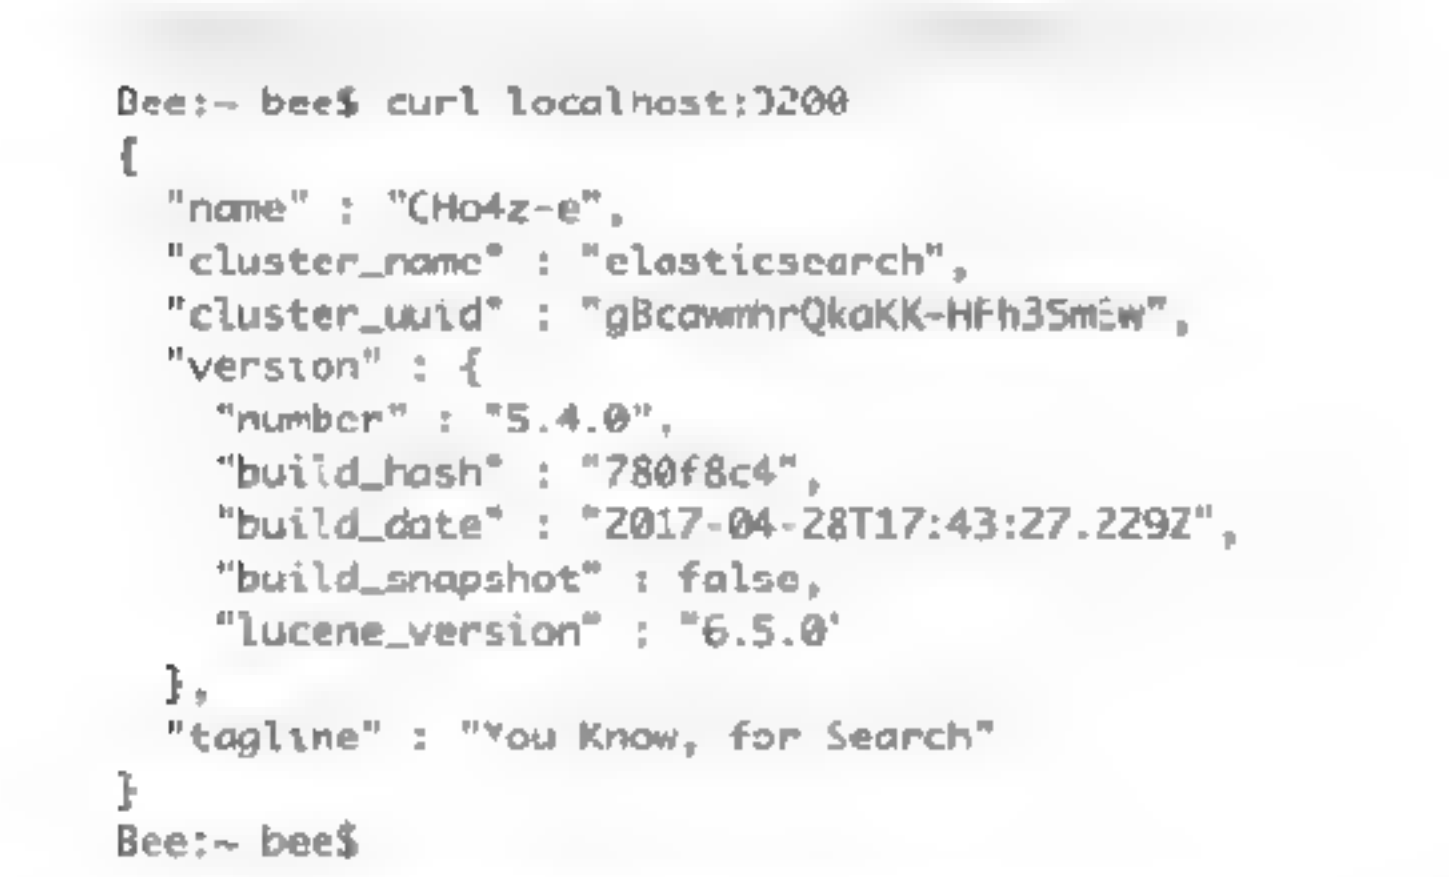 Bee:~ bee$ curl localhost:9200
{
"name" : "CHo4z-e",
"cluster_name" : "elasticsearch",
"cluster_uuid" :
"version" : {
"number" : "5.4.0",
"build_hash" : "780f8c4",
"build_date" : "2017-04-28T17:43:27.229Z",
"build_snapshot" : false,
"lucene_version" : "6.5.0"
},
"tagline" : "You Know, for Search"
}
Bee:~ bee$